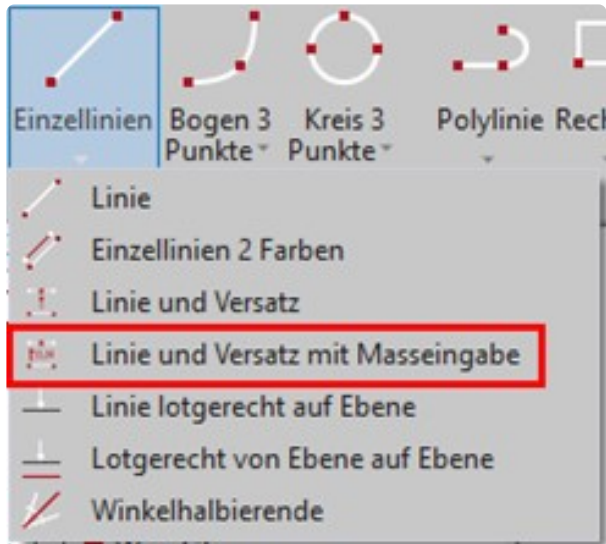 Einzellinien Bogen 3 Kreis 3 Polylinie
Punkte Punkte
Linie
Einzellinien 2 Farben
Linie und Versatz
Linie und Versatz mit Masseingabe
Linie lotgerecht auf Ebene
Lotgerecht von Ebene auf Ebene
Winkelhalbierende